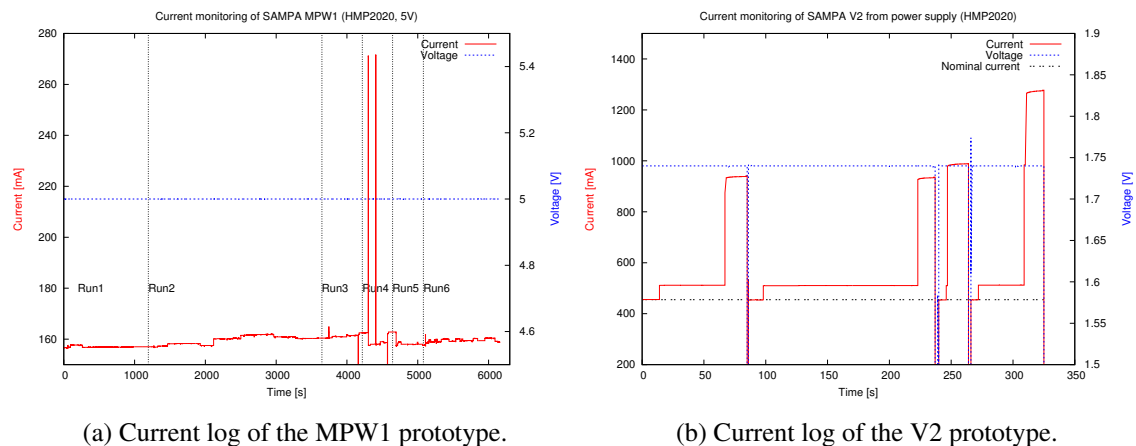 Current monitoring of SAMPA MPW1 (HMP2020, 5V)
280
260
240
220
200
180
160
Current [mA]
Current
Voltage
5.4
5.2
5
4.8
4.6
Voltage [V]
Run1
Run2
Run3
Run4
Run5
Run6
0
1000
2000
3000
4000
5000
6000
Time [s]
(a) Current log of the MPW1 prototype.
Current monitoring of SAMPA V2 from power supply (HMP2020)
1400
1200
1000
800
600
400
200
Current [mA]
Current
Voltage
Nominal current
1.9
1.85
1.8
1.75
1.7
1.65
1.6
1.55
1.5
Voltage [V]
0
50
100
150
200
250
300
350
Time [s]
(b) Current log of the V2 prototype.